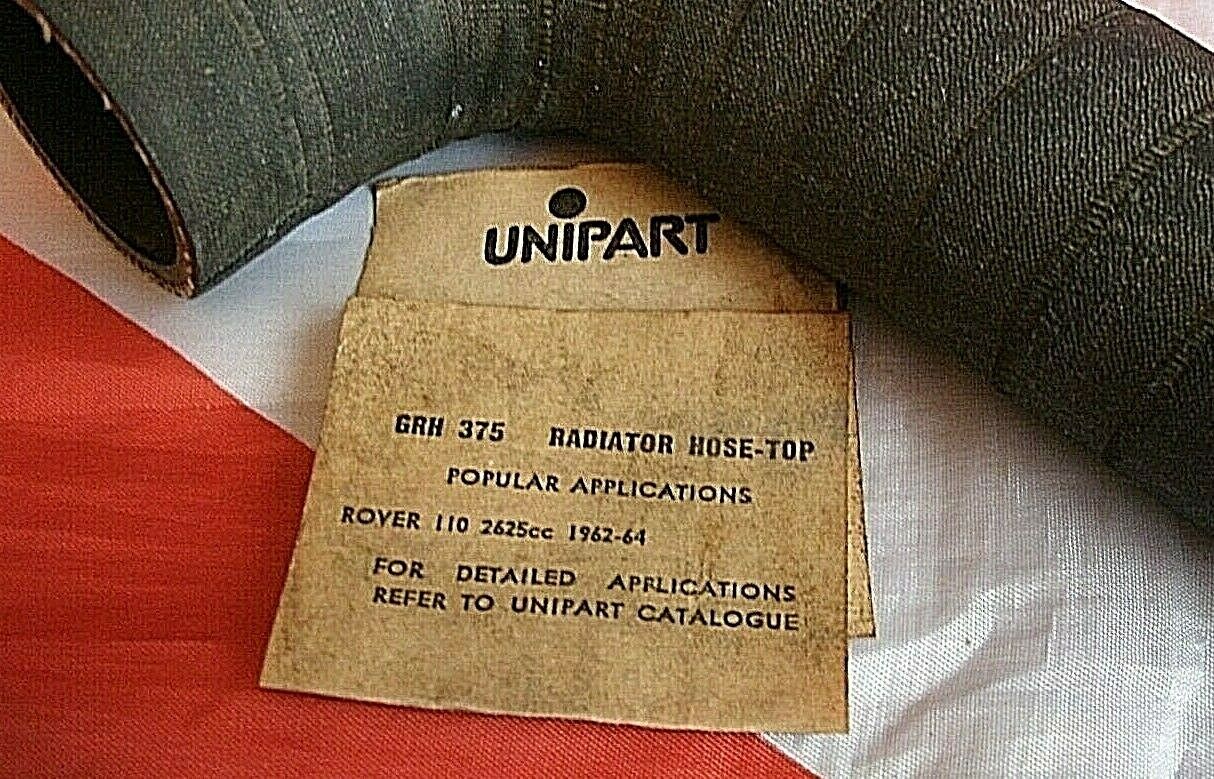 UNIPART
GRH 375 RADIATOR HOSE-TOP
POPULAR APPLICATIONS
ROVER 110 2625cc 1962-64
FOR DETAILED APPLICATIONS
REFER TO UNIPART CATALOGUE